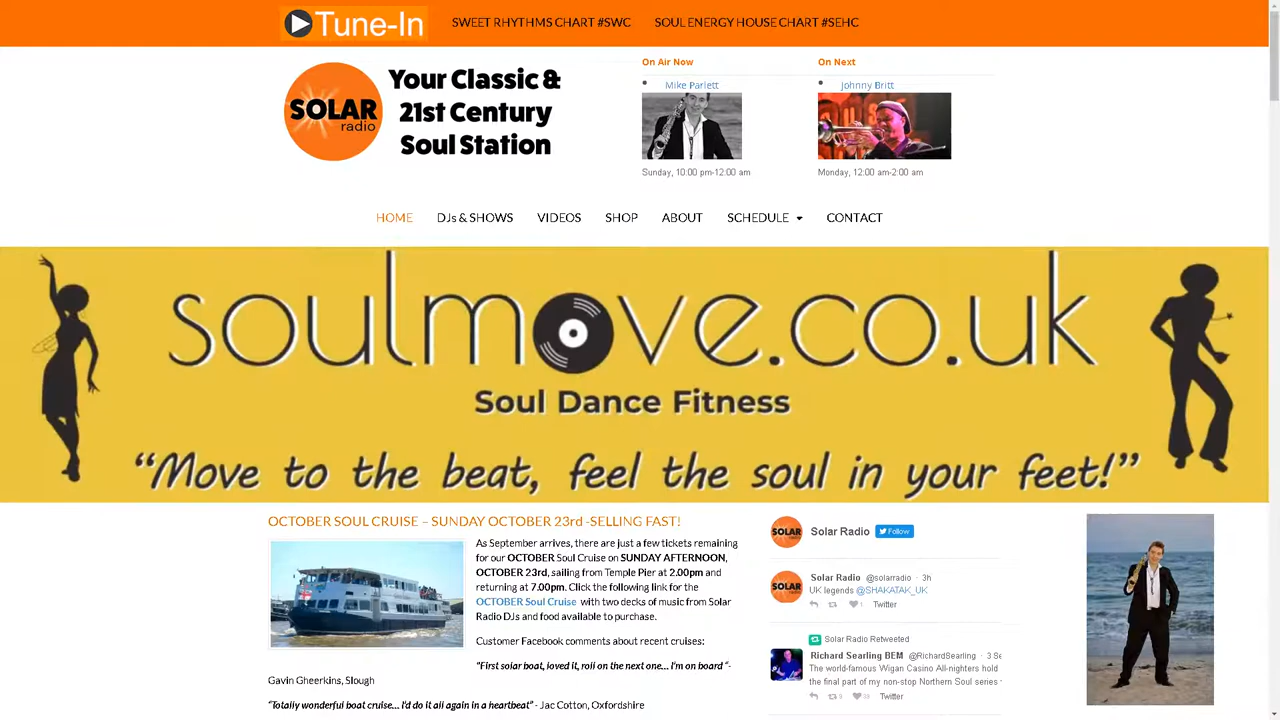 Tune-In
SWEET RHYTHMS CHART #SWC
SOUL ENERGY HOUSE CHART #SEHC
SOLAR
radio
Your Classic &
21st Century
Soul Station
On Air Now
Mike Parlett
Sunday, 10:00 pm-12:00 am
On Next
Johnny Britt
Monday, 12:00 am-2:00 am
HOME
DJs & SHOWS
VIDEOS
SHOP
ABOUT
SCHEDULE
CONTACT
soulmove.co.uk
Soul Dance Fitness
“Move to the beat, feel the soul in your feet!”
OCTOBER SOUL CRUISE – SUNDAY OCTOBER 23rd -SELLING FAST!
As September arrives, there are just a few tickets remaining
for our OCTOBER Soul Cruise on SUNDAY AFTERNOON,
OCTOBER 23rd, sailing from Temple Pier at 2.00pm and
returning at 7.00pm. Click the following link for the
OCTOBER Soul Cruise with two decks of music from Solar
Radio DJs and food available to purchase.
Customer Facebook comments about recent cruises:
“First solar boat, loved it, roll on the next one… I’m on board “-
Gavin Gheerkins, Slough
“Totally wonderful boat cruise… I’d do it all again in a heartbeat” - Jac Cotton, Oxfordshire
SOLAR
Solar Radio
Follow
SOLAR
Solar Radio @solarradio · 3h
UK legends @SHAKATAK_UK
1 Twitter
Solar Radio Retweeted
Richard Searling BEM @RichardSearling · 3 Se
The world-famous Wigan Casino All-nighters hold
the final part of my non-stop Northern Soul series
Twitter